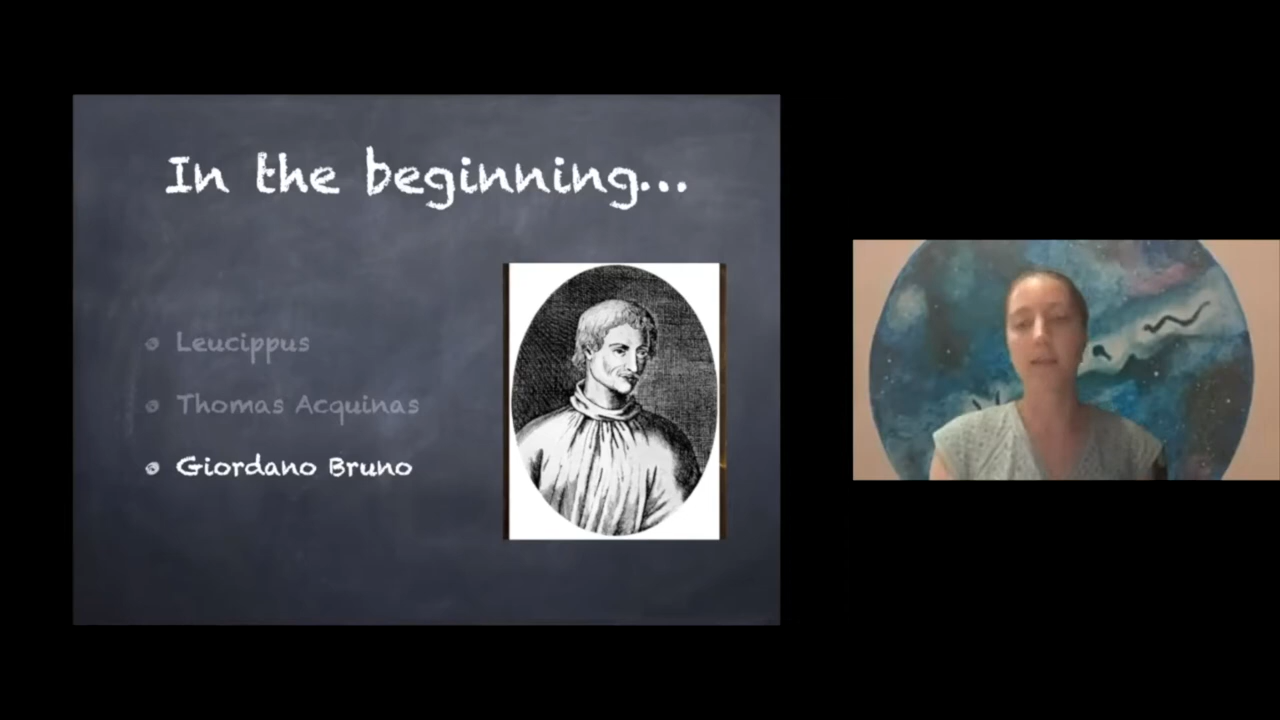 In the beginning...
Leucippus
Thomas Acquinas
Giordano Bruno